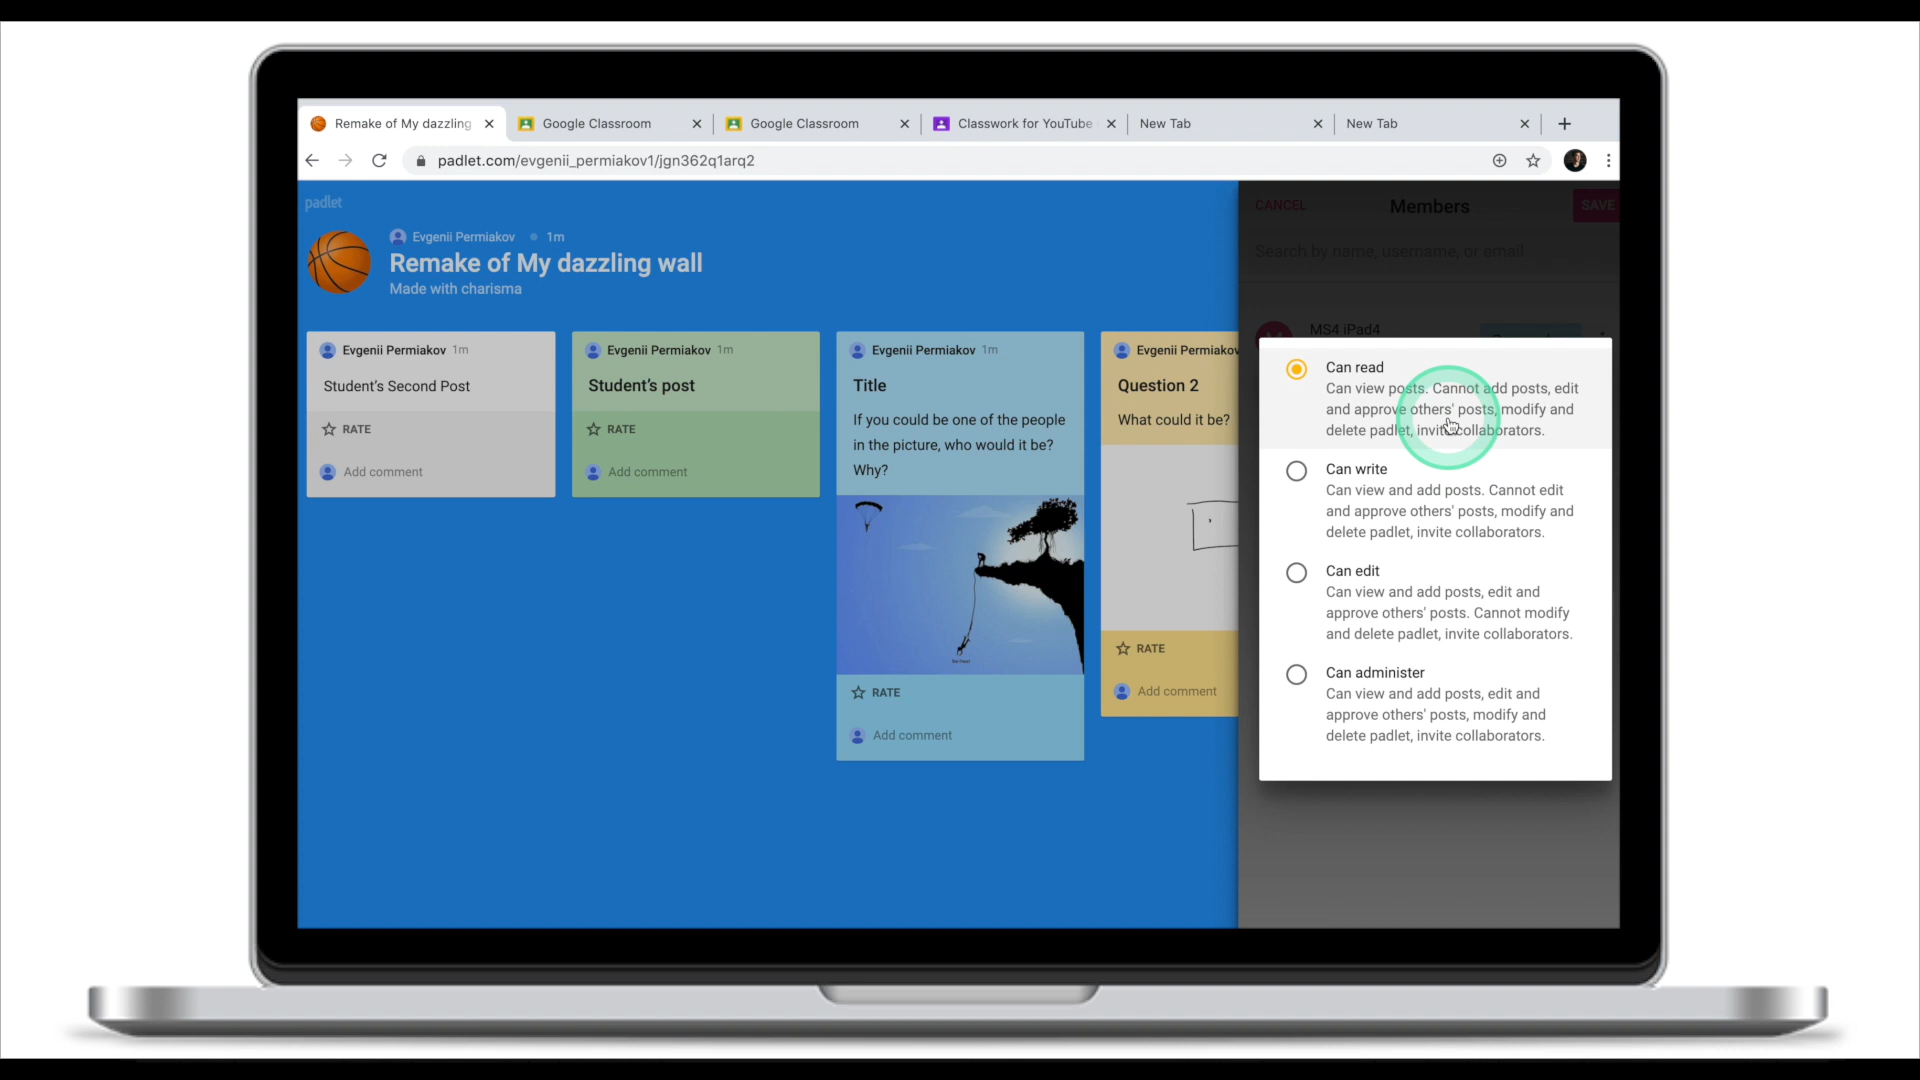 Remake of My dazzling
Google Classroom
Google Classroom
Classwork for YouTube
New Tab
New Tab
padlet.com/evgenii_permiakov1/jgn362q1arq2
padlet
Evgenii Permiakov 1m
Remake of My dazzling wall
Made with charisma
Evgenii Permiakov 1m
Student's Second Post
RATE
Add comment
Evgenii Permiakov 1m
Student's post
RATE
Add comment
Evgenii Permiakov 1m
Title
If you could be one of the people
in the picture, who would it be?
Why?
RATE
Add comment
Evgenii Permiakov
Question 2
What could it be?
RATE
Add comment
CANCEL
Members
SAVE
Search by name, username, or email
MS4 iPad4
Can read
Can view posts. Cannot add posts, edit
and approve others' posts, modify and
delete padlet, invite collaborators.
Can write
Can view and add posts. Cannot edit
and approve others' posts, modify and
delete padlet, invite collaborators.
Can edit
Can view and add posts, edit and
approve others' posts. Cannot modify
and delete padlet, invite collaborators.
Can administer
Can view and add posts, edit and
approve others' posts, modify and
delete padlet, invite collaborators.